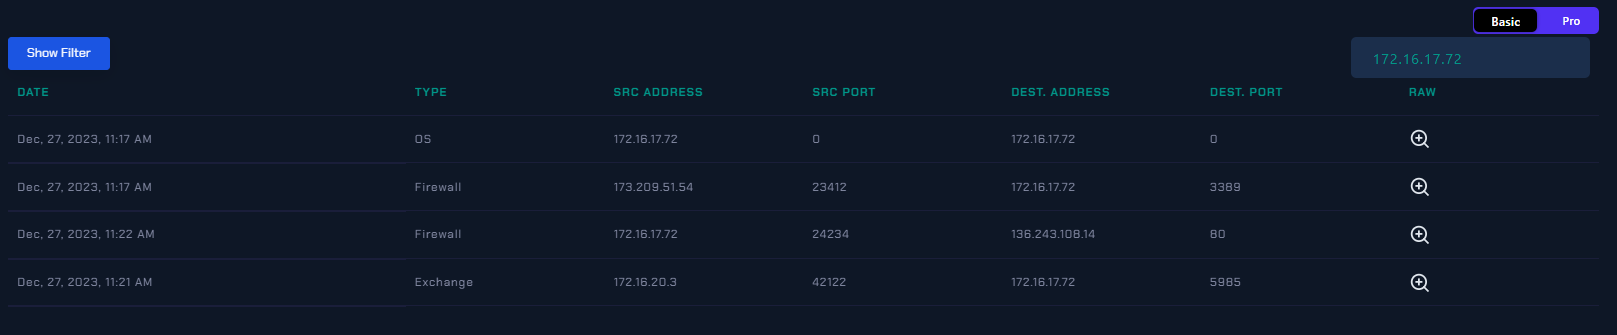 Basic Pro
Show Filter
172.16.17.72
DATE TYPE SRC ADDRESS SRC PORT DEST. ADDRESS DEST. PORT RAW
Dec, 27, 2023, 11:17 AM OS 172.16.17.72 0 172.16.17.72 0
Dec, 27, 2023, 11:17 AM Firewall 173.209.51.54 23412 172.16.17.72 3389
Dec, 27, 2023, 11:22 AM Firewall 172.16.17.72 24234 136.243.108.14 80
Dec, 27, 2023, 11:21 AM Exchange 172.16.20.3 42122 172.16.17.72 5985